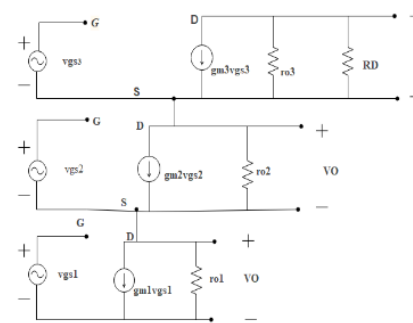 G D
+ vgs3 gm3vgs3 ro3 RD
S
G D
+ vgs2 gm2vgs2 ro2 + VO
S
G D
+ vgs1 gm1vgs1 ro1 + VO